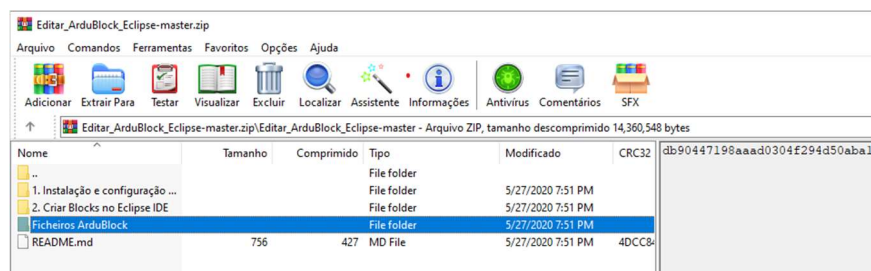 Editar_ArduBlock_Eclipse-master.zip
Arquivo Comandos Ferramentas Favoritos Opções Ajuda
Adicionar Extrair Para Testar Visualizar Excluir Localizar Assistente Informações Antivírus Comentários SFX
Editar_ArduBlock_Eclipse-master.zip\Editar_ArduBlock_Eclipse-master - Arquivo ZIP, tamanho descomprimido 14,360,548 bytes
Nome Tamanho Comprimido Tipo Modificado CRC32 db90447198aaad0304f294d50aba1
.. File folder
1. Instalação e configuração ... File folder 5/27/2020 7:51 PM
2. Criar Blocks no Eclipse IDE File folder 5/27/2020 7:51 PM
Ficheiros ArduBlock File folder 5/27/2020 7:51 PM
README.md 756 427 MD File 5/27/2020 7:51 PM 4DCC84